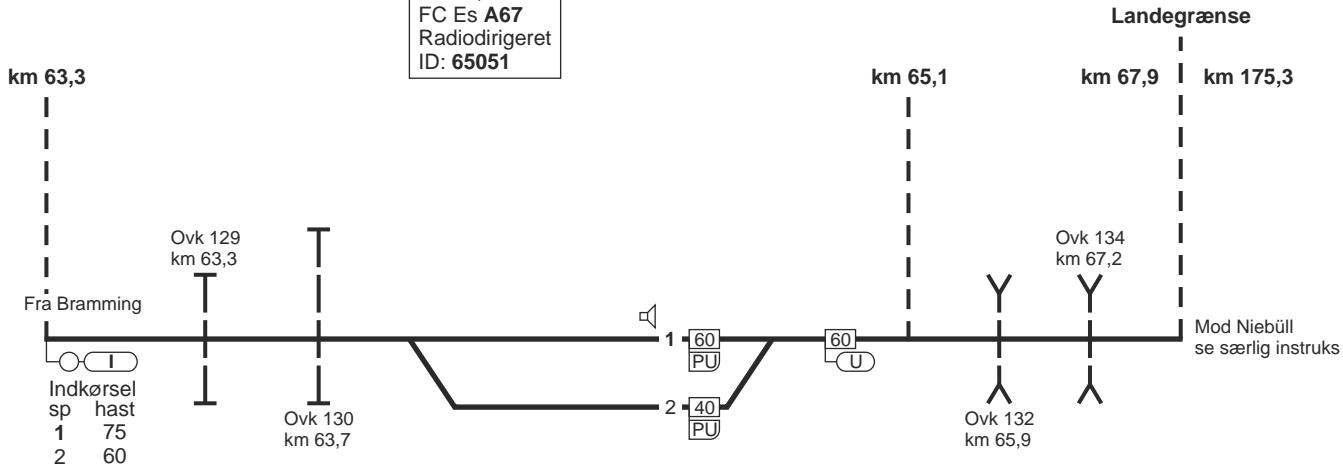 FC Es A67
Radiodirigeret
ID: 65051
Landegrænse
km 63,3
km 65,1
km 67,9
km 175,3
Ovk 129
km 63,3
Ovk 134
km 67,2
Fra Bramming
1
60
PU
60
U
Mod Niebüll
se særlig instruks
I
Indkørsel
sp hast
1 75
2 60
Ovk 130
km 63,7
2
40
PU
Ovk 132
km 65,9